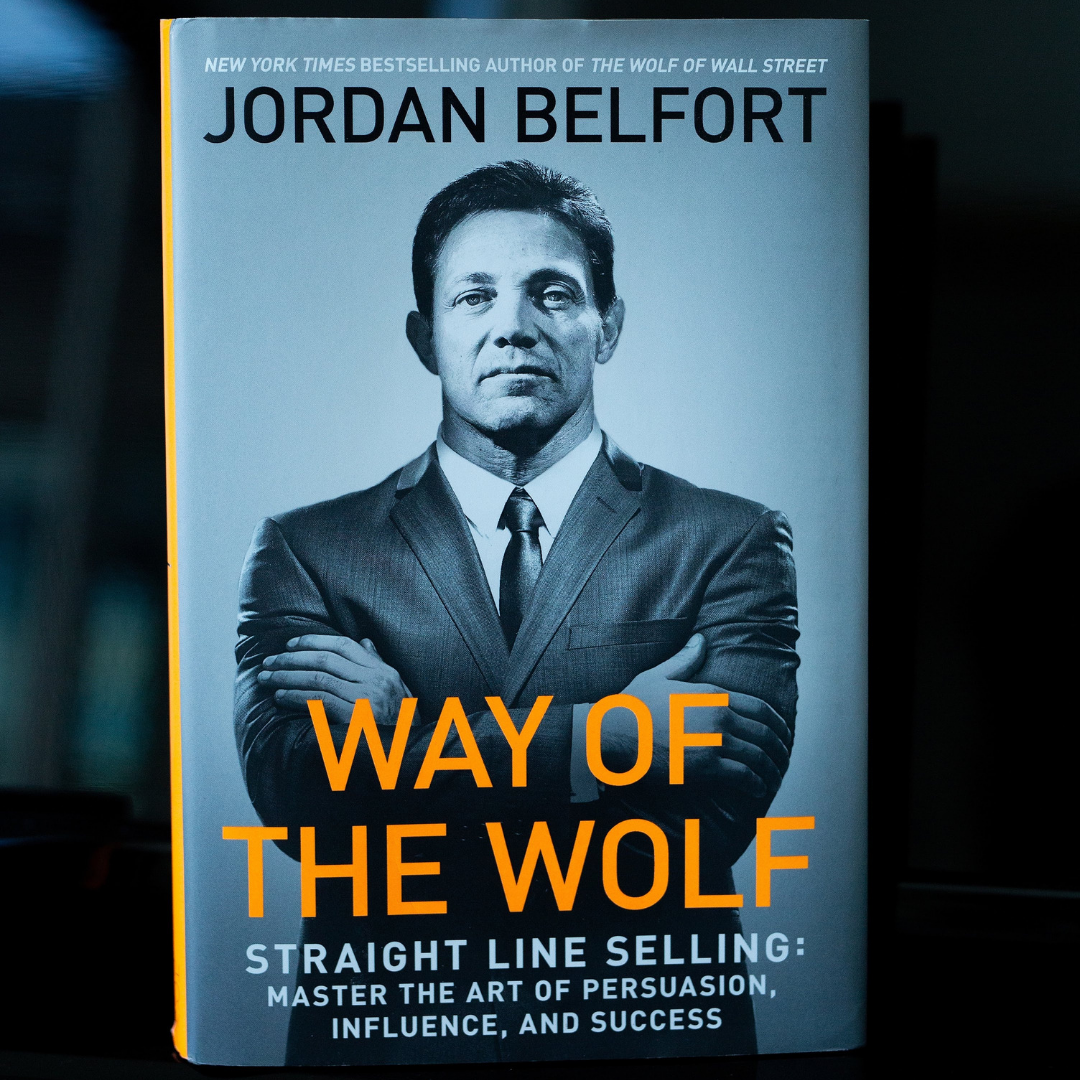 NEW YORK TIMES BESTSELLING AUTHOR OF THE WOLF OF WALL STREET
JORDAN BELFORT
WAY OF
THE WOLF
STRAIGHT LINE SELLING:
MASTER THE ART OF PERSUASION,
INFLUENCE, AND SUCCESS